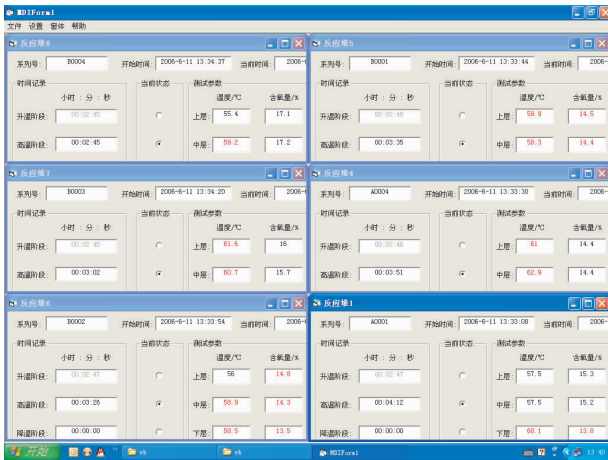 MDIForm1
文件 设置 窗体 帮助
反应堆8
系列号: B0004 开始时间: 2006-6-11 13:34:37 当前时间: 2006-6
时间记录 当前状态 测试参数
小时 : 分 : 秒 温度/℃ 含氧量/%
升温阶段: 00:02:45 上层: 55.4 17.1
高温阶段: 00:02:45 中层: 59.2 17.2
反应堆5
系列号: B0001 开始时间: 2006-6-11 13:33:44 当前时间: 2006-
时间记录 当前状态 测试参数
小时 : 分 : 秒 温度/℃ 含氧量/%
升温阶段: 00:02:48 上层: 59.9 14.5
高温阶段: 00:03:35 中层: 58.3 14.4
反应堆7
系列号: B0003 开始时间: 2006-6-11 13:34:20 当前时间: 2006-6
时间记录 当前状态 测试参数
小时 : 分 : 秒 温度/℃ 含氧量/%
升温阶段: 00:02:45 上层: 61.6 16
高温阶段: 00:03:02 中层: 60.7 15.7
反应堆4
系列号: A0004 开始时间: 2006-6-11 13:33:30 当前时间: 2006-
时间记录 当前状态 测试参数
小时 : 分 : 秒 温度/℃ 含氧量/%
升温阶段: 00:02:48 上层: 61 14.4
高温阶段: 00:03:51 中层: 62.9 14.4
反应堆6
系列号: B0002 开始时间: 2006-6-11 13:33:54 当前时间: 2006-6
时间记录 当前状态 测试参数
小时 : 分 : 秒 温度/℃ 含氧量/%
升温阶段: 00:02:47 上层: 56 14.8
高温阶段: 00:03:26 中层: 58.9 14.3
降温阶段: 00:00:00 下层: 58.5 13.5
反应堆1
系列号: A0001 开始时间: 2006-6-11 13:33:08 当前时间: 2006-
时间记录 当前状态 测试参数
小时 : 分 : 秒 温度/℃ 含氧量/%
升温阶段: 00:02:47 上层: 57.5 15.3
高温阶段: 00:04:12 中层: 57.5 15.2
降温阶段: 00:00:00 下层: 60.1 13.8
开始 vb vb MDIForm1